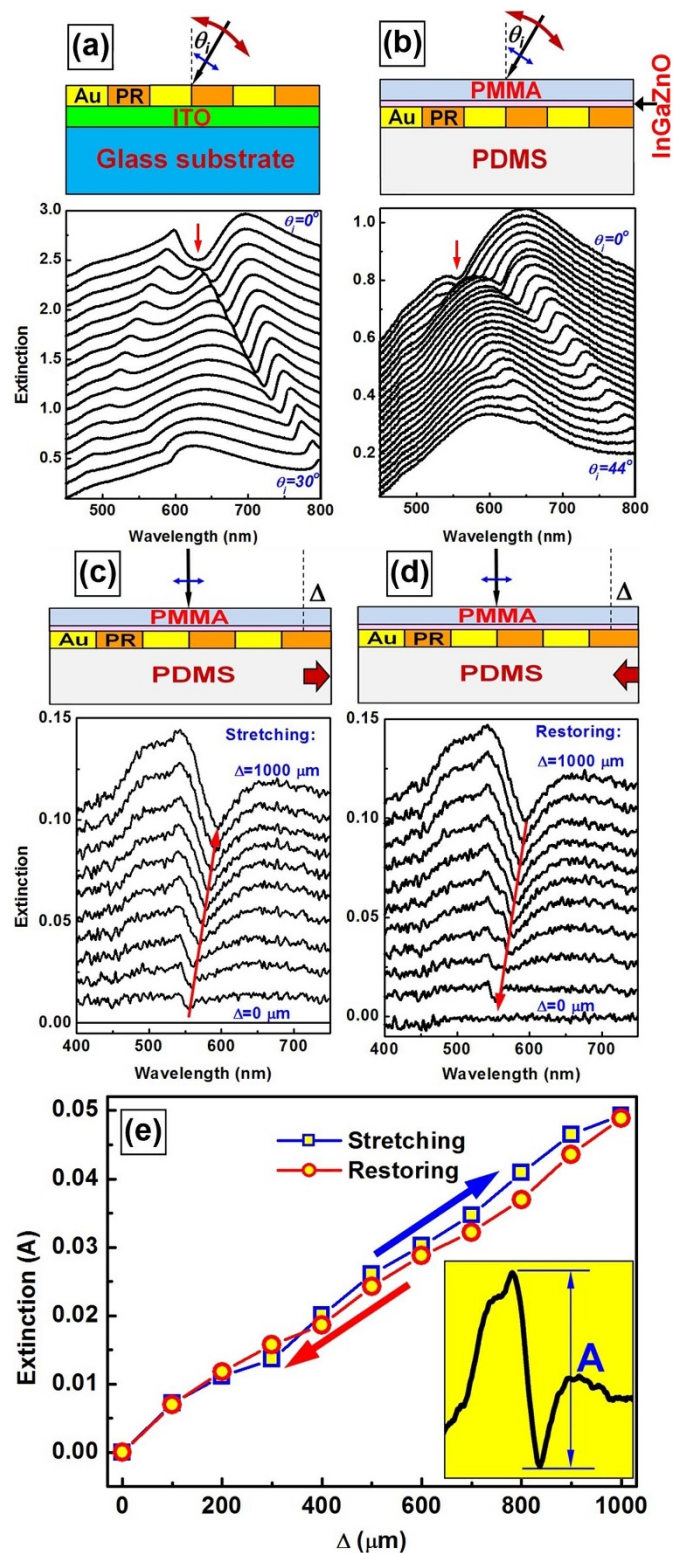 (a)
θi
Au PR
ITO
Glass substrate
3.0
2.5
2.0
1.5
1.0
0.5
Extinction
θi=0°
θi=30°
500 600 700 800
Wavelength (nm)
(b)
θi
PMMA
InGaZnO
Au PR
PDMS
1.0
0.8
0.6
0.4
0.2
θi=0°
θi=44°
500 600 700 800
Wavelength (nm)
(c)
Δ
PMMA
Au PR
PDMS
0.15
0.10
0.05
0.00
Extinction
Stretching:
Δ=1000 μm
Δ=0 μm
400 500 600 700
Wavelength (nm)
(d)
Δ
PMMA
Au PR
PDMS
0.15
0.10
0.05
0.00
Restoring:
Δ=1000 μm
Δ=0 μm
400 500 600 700
Wavelength (nm)
(e)
0.05
0.04
0.03
0.02
0.01
0.00
Extinction (A)
Stretching
Restoring
A
0 200 400 600 800 1000
Δ (μm)